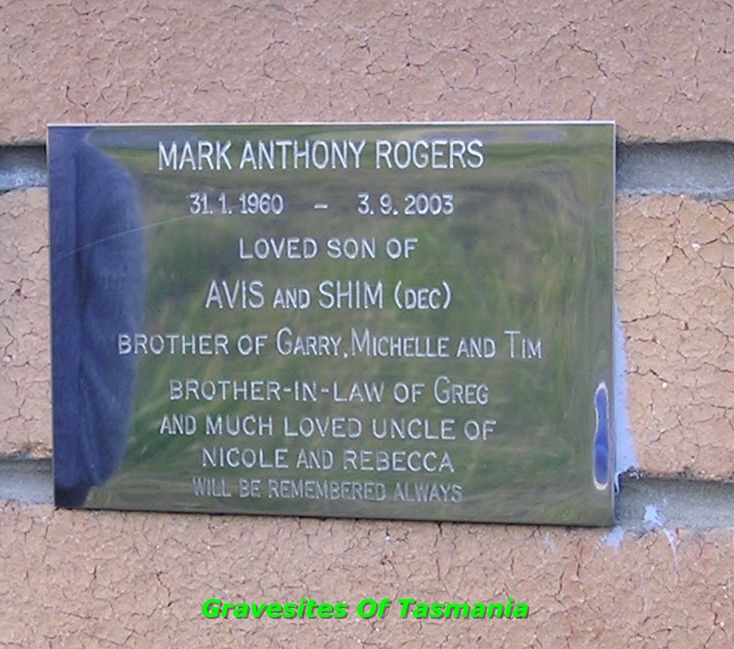 MARK ANTHONY ROGERS
31.1.1960 – 3.9.2003
LOVED SON OF
AVIS AND SHIM (DEC)
BROTHER OF GARRY, MICHELLE AND TIM
BROTHER-IN-LAW OF GREG
AND MUCH LOVED UNCLE OF
NICOLE AND REBECCA
WILL BE REMEMBERED ALWAYS
Gravesites Of Tasmania